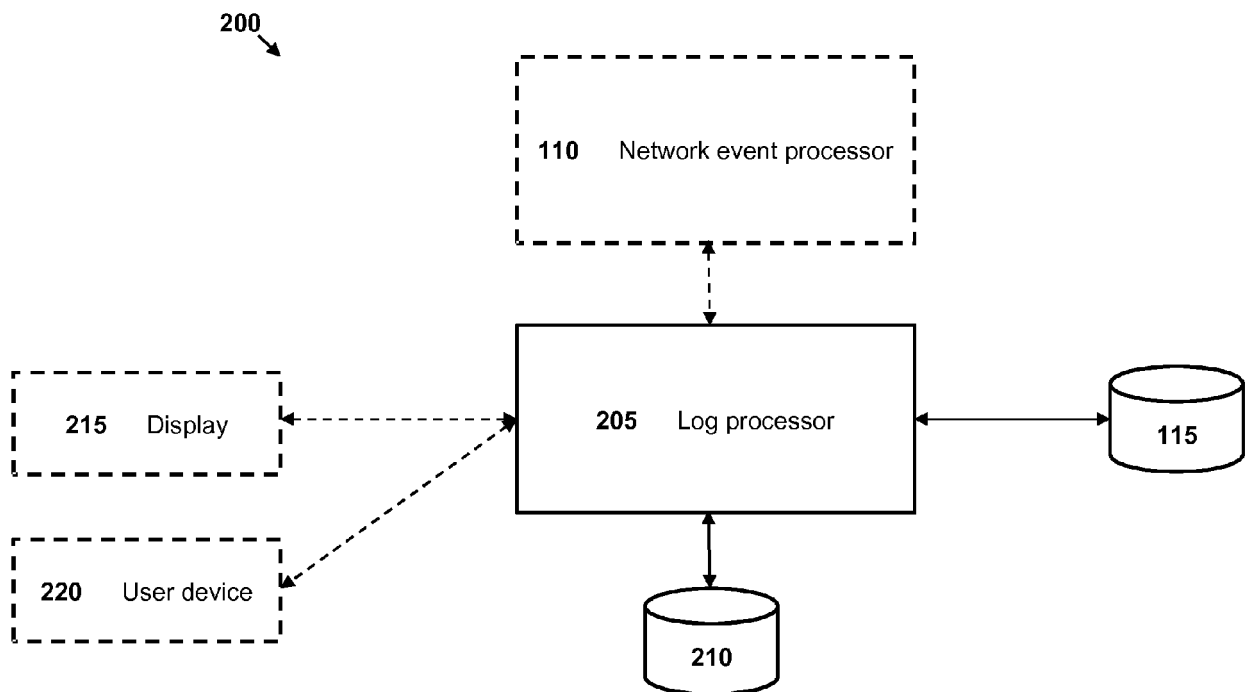 200
110 Network event processor
215 Display
205 Log processor
115
220 User device
210